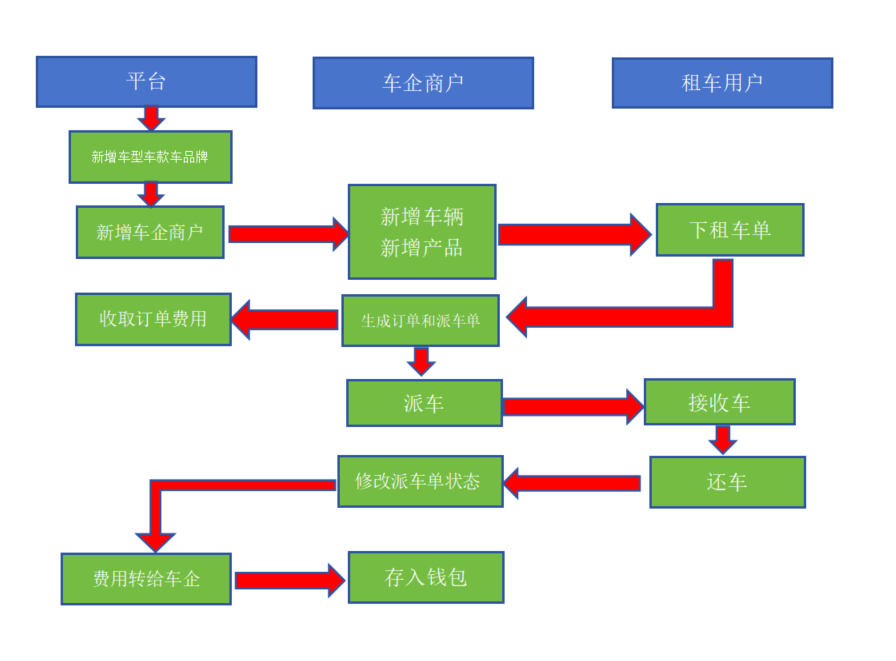 平台
车企商户
租车用户
新增车型车款车品牌
新增车企商户
新增车辆
新增产品
下租车单
收取订单费用
生成订单和派车单
派车
接收车
修改派车单状态
还车
费用转给车企
存入钱包